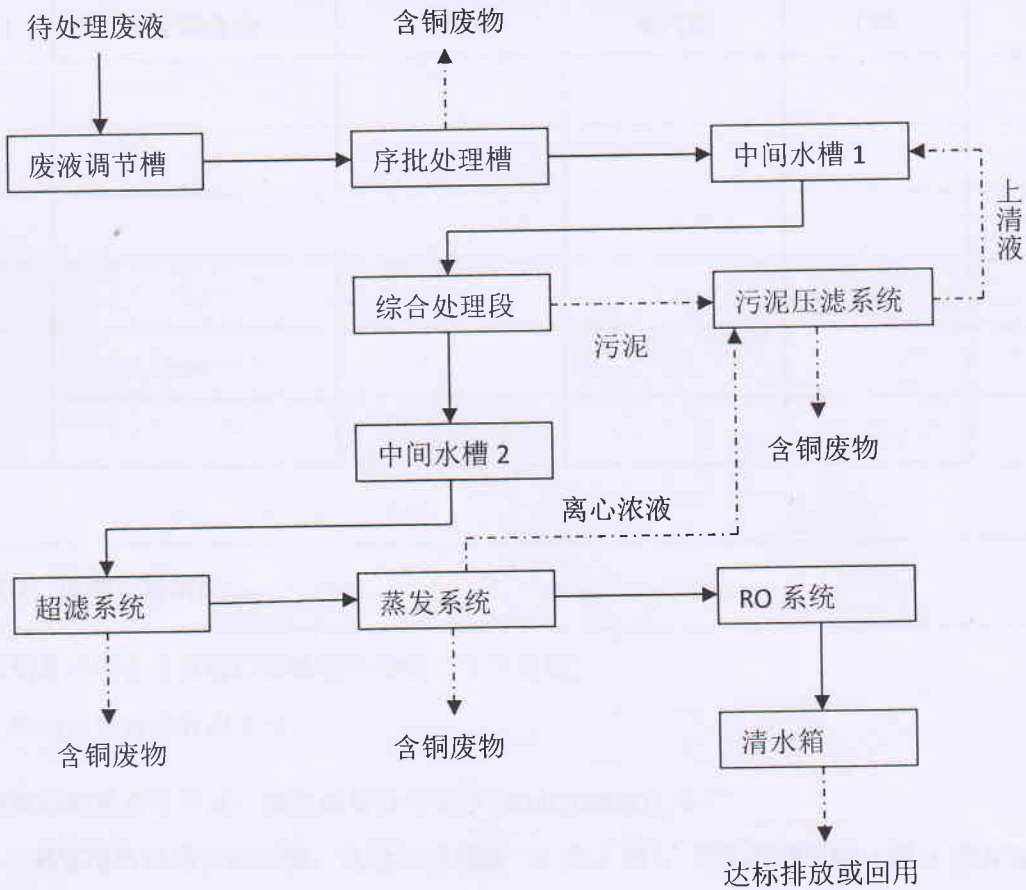 待处理废液
含铜废物
废液调节槽
序批处理槽
中间水槽 1
上清液
综合处理段
污泥压滤系统
污泥
中间水槽 2
含铜废物
离心浓液
超滤系统
蒸发系统
RO 系统
含铜废物
含铜废物
清水箱
达标排放或回用